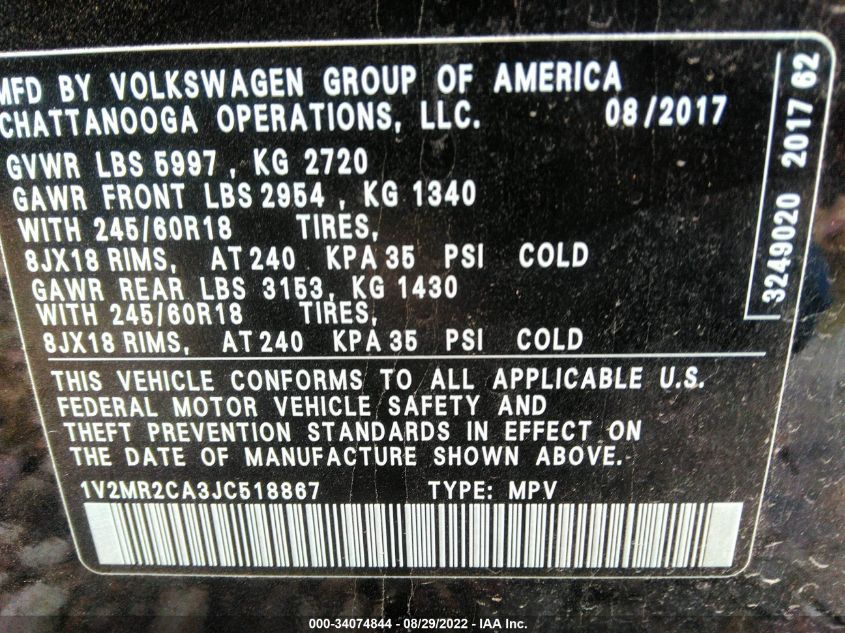 MFD BY VOLKSWAGEN GROUP OF AMERICA
CHATTANOOGA OPERATIONS, LLC. 08/2017
GVWR LBS 5997 , KG 2720
GAWR FRONT LBS 2954 , KG 1340
WITH 245/60R18 TIRES,
8JX18 RIMS, AT 240 KPA 35 PSI COLD
GAWR REAR LBS 3153, KG 1430
WITH 245/60R18 TIRES,
8JX18 RIMS, AT 240 KPA 35 PSI COLD
THIS VEHICLE CONFORMS TO ALL APPLICABLE U.S.
FEDERAL MOTOR VEHICLE SAFETY AND
THEFT PREVENTION STANDARDS IN EFFECT ON
THE DATE OF MANUFACTURE SHOWN ABOVE.
1V2MR2CA3JC518867 TYPE: MPV
3249020 2017 62
000-34074844 - 08/29/2022 - IAA Inc.